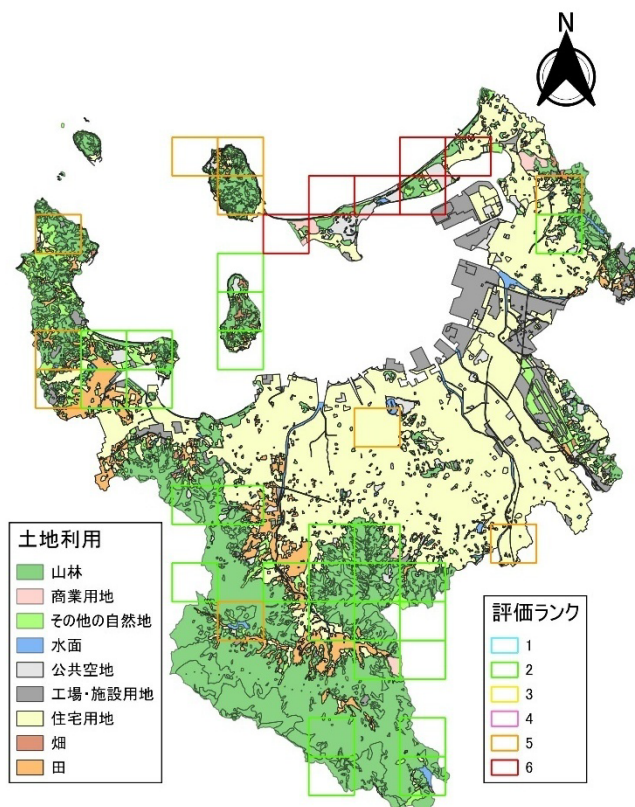 N
土地利用
山林
商業用地
その他の自然地
水面
公共空地
工場・施設用地
住宅用地
畑
田
評価ランク
1
2
3
4
5
6